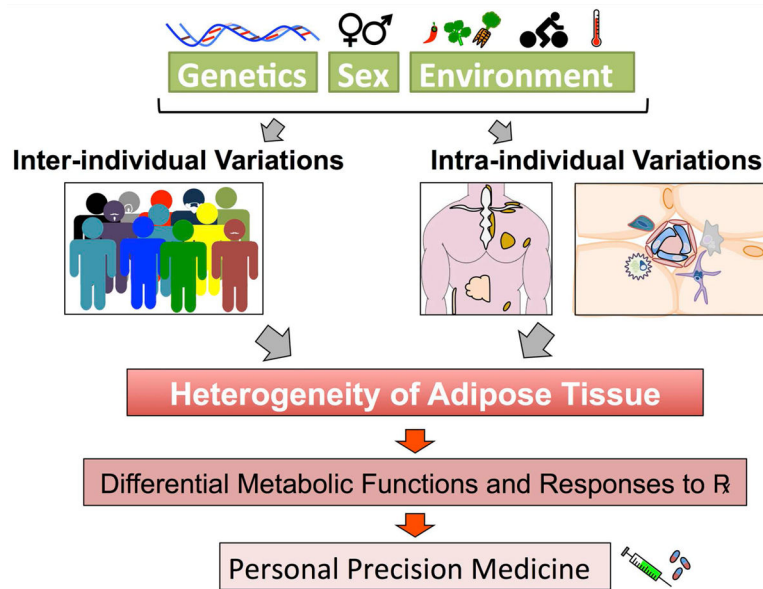 Genetics Sex Environment
Inter-individual Variations Intra-individual Variations
Heterogeneity of Adipose Tissue
Differential Metabolic Functions and Responses to ℞
Personal Precision Medicine